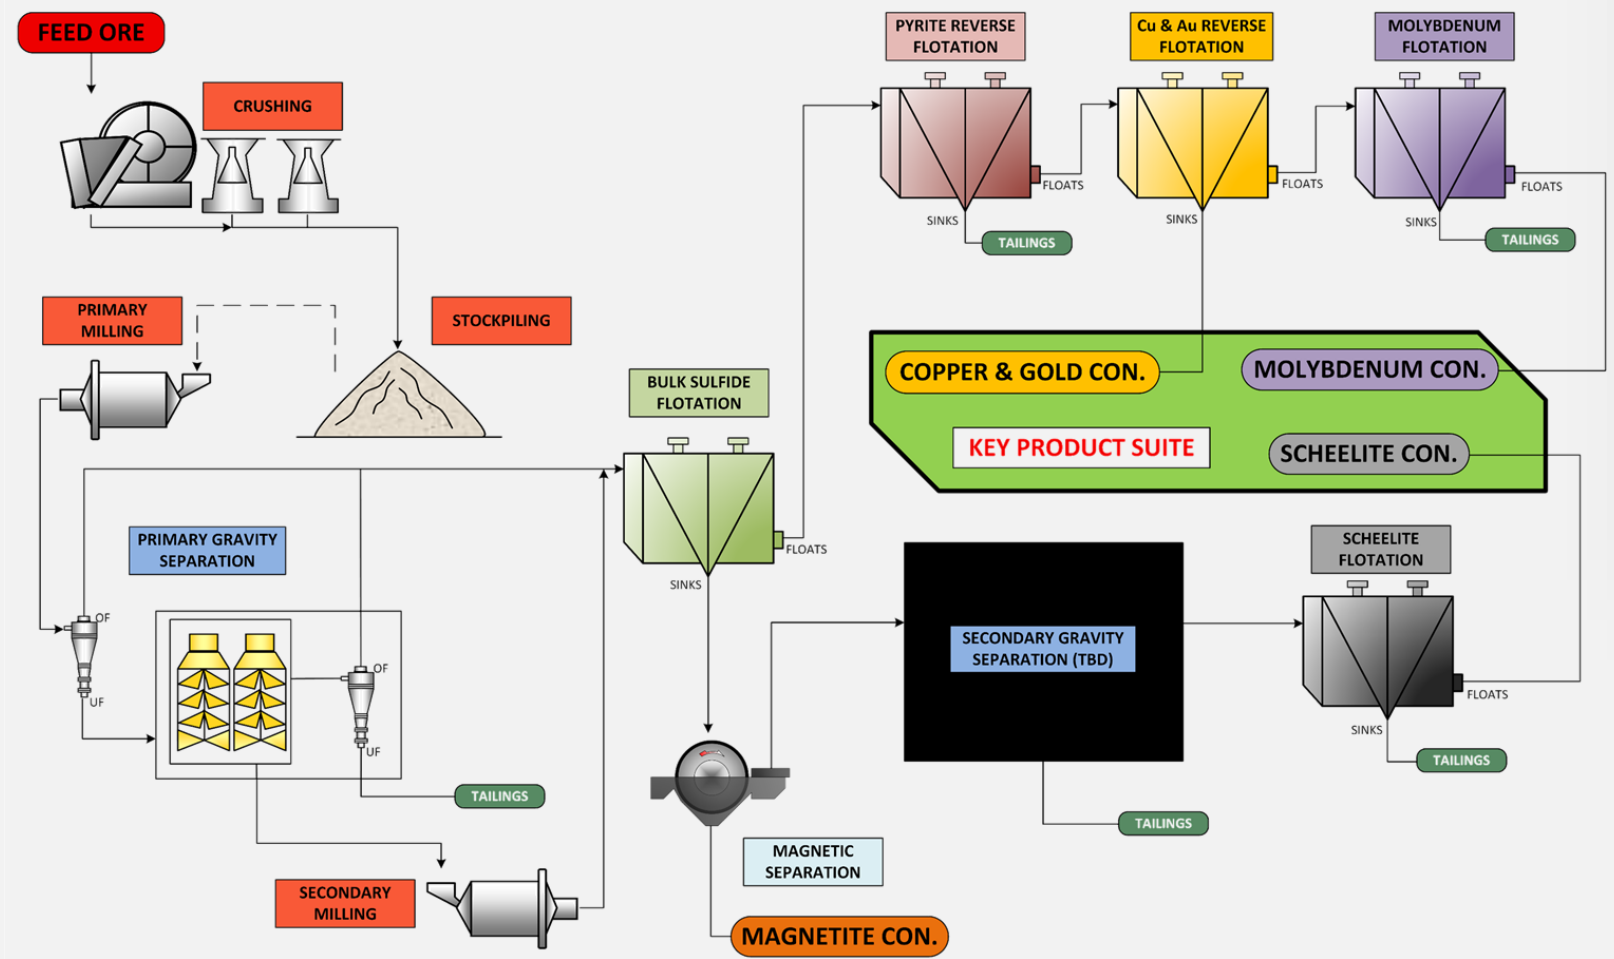 FEED ORE
CRUSHING
PRIMARY
MILLING
STOCKPILING
PRIMARY GRAVITY
SEPARATION
OF
UF
OF
UF
TAILINGS
SECONDARY
MILLING
BULK SULFIDE
FLOTATION
FLOATS
SINKS
MAGNETIC
SEPARATION
MAGNETITE CON.
PYRITE REVERSE
FLOTATION
FLOATS
SINKS
TAILINGS
Cu & Au REVERSE
FLOTATION
FLOATS
SINKS
MOLYBDENUM
FLOTATION
FLOATS
SINKS
TAILINGS
COPPER & GOLD CON.
MOLYBDENUM CON.
KEY PRODUCT SUITE
SCHEELITE CON.
SECONDARY GRAVITY
SEPARATION (TBD)
TAILINGS
SCHEELITE
FLOTATION
FLOATS
SINKS
TAILINGS